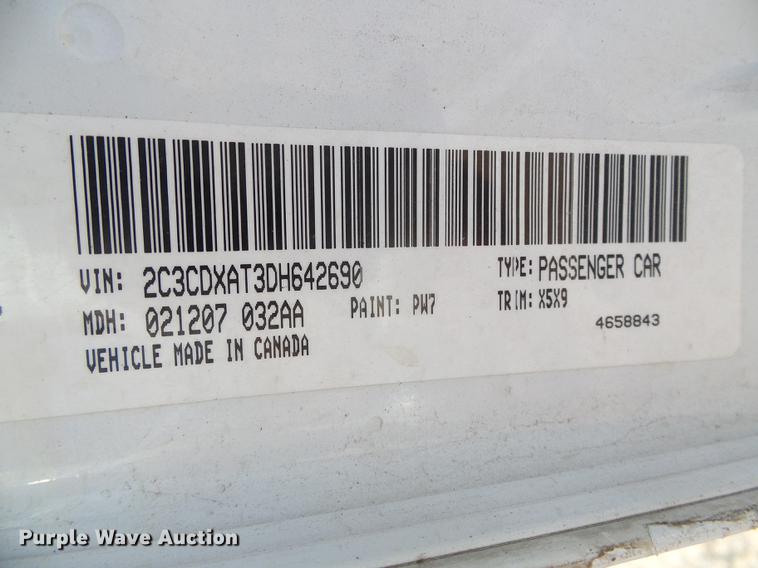 VIN: 2C3CDXAT3DH642690 TYPE: PASSENGER CAR
MDH: 021207 032AA PAINT: PW7 TRIM: X5X9
4658843
VEHICLE MADE IN CANADA
Purple Wave Auction